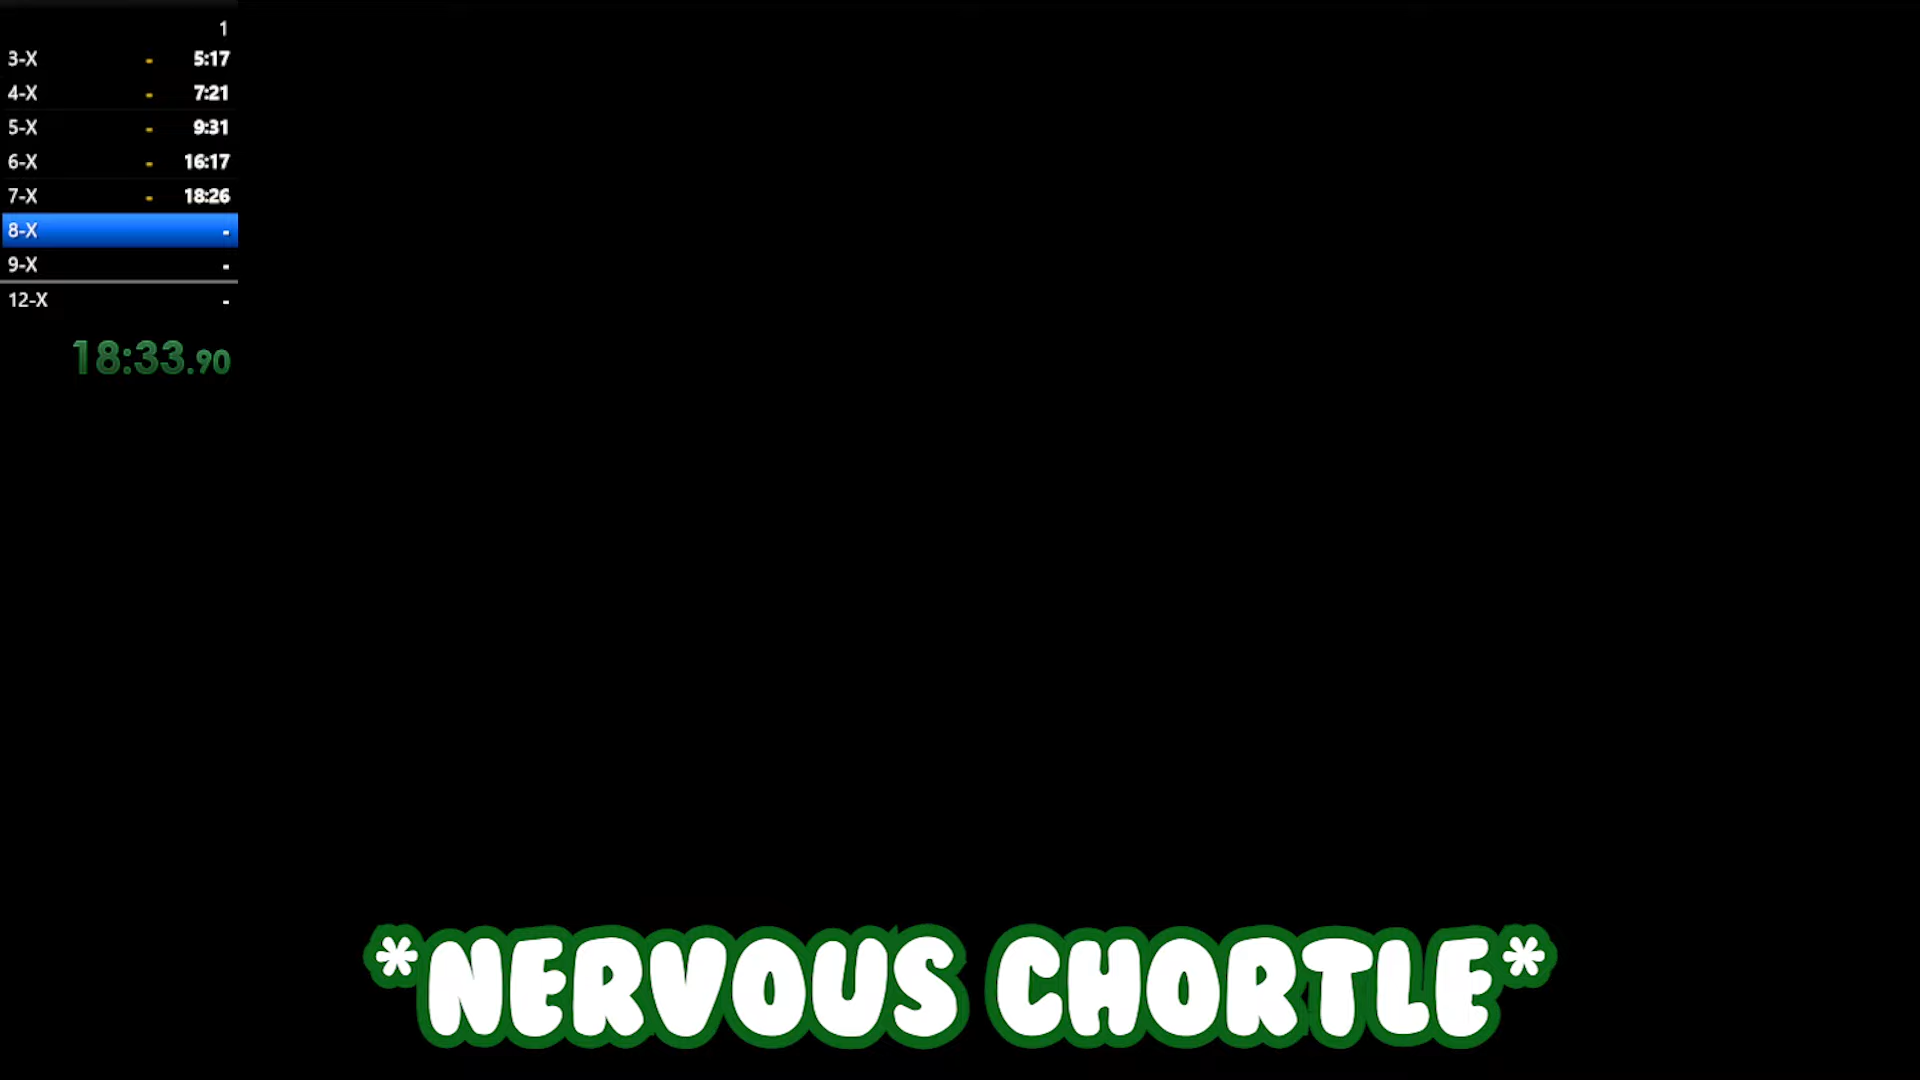 1
3-X - 5:17
4-X - 7:21
5-X - 9:31
6-X - 16:17
7-X - 18:26
8-X -
9-X -
12-X -
18:33.90
*NERVOUS CHORTLE*